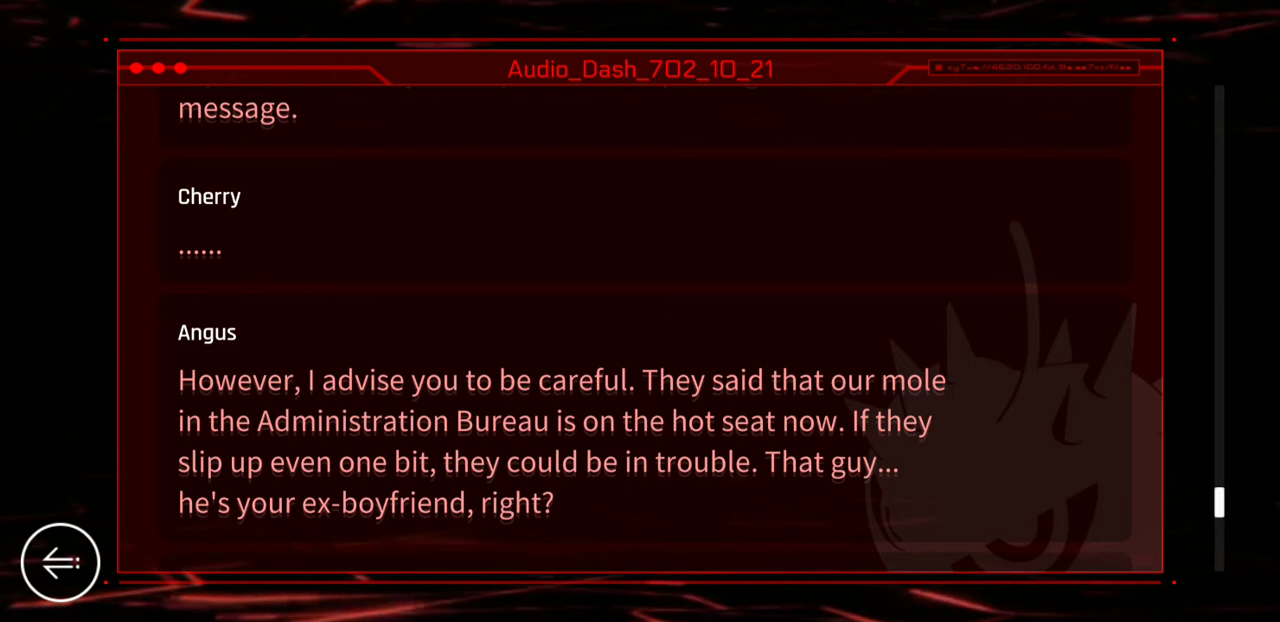 Audio_Dash_702_10_21
message.
Cherry
......
Angus
However, I advise you to be careful. They said that our mole
in the Administration Bureau is on the hot seat now. If they
slip up even one bit, they could be in trouble. That guy...
he's your ex-boyfriend, right?